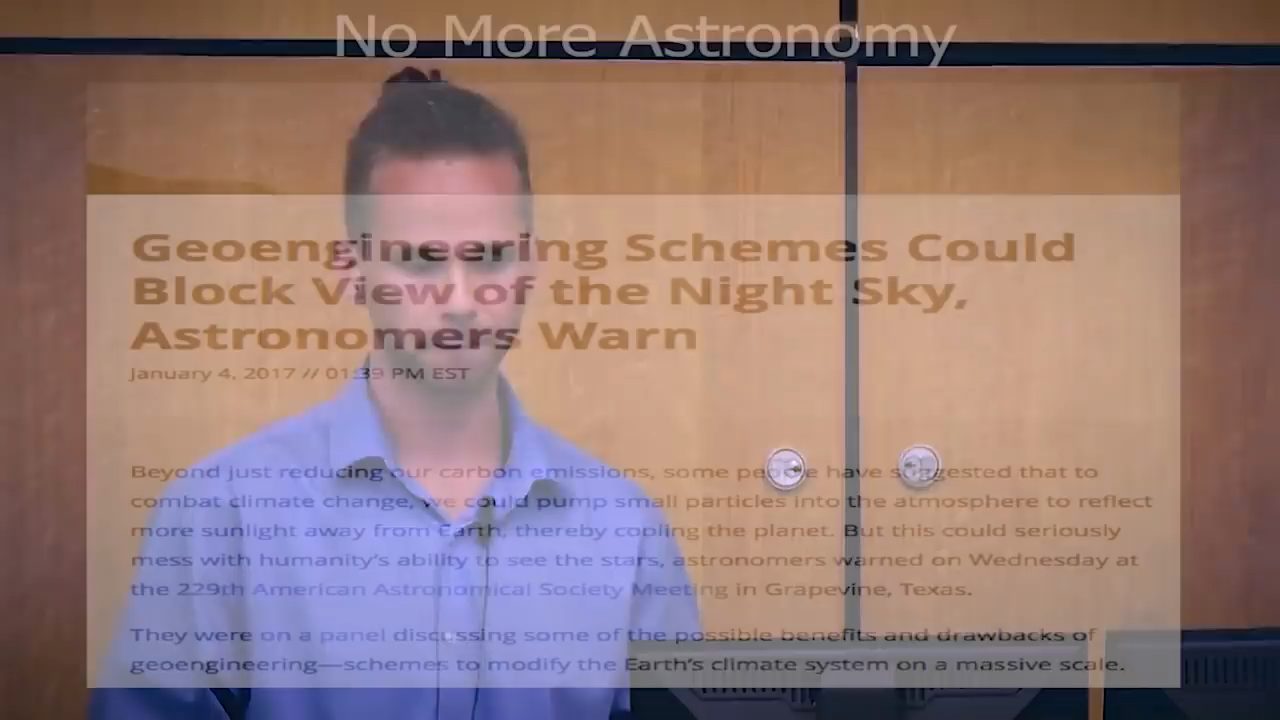 No More Astronomy
Geoengineering Schemes Could
Block View of the Night Sky,
Astronomers Warn
January 4, 2017 // 01:39 PM EST
Beyond just reducing our carbon emissions, some people have suggested that to
combat climate change, we could pump small particles into the atmosphere to reflect
more sunlight away from Earth, thereby cooling the planet. But this could seriously
mess with humanity's ability to see the stars, astronomers warned on Wednesday at
the 229th American Astronomical Society Meeting in Grapevine, Texas.
They were on a panel discussing some of the possible benefits and drawbacks of
geoengineering—schemes to modify the Earth's climate system on a massive scale.